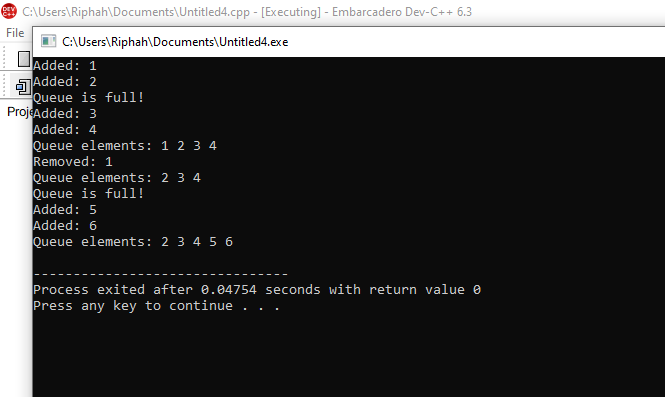 C:\Users\Riphah\Documents\Untitled4.cpp - [Executing] - Embarcadero Dev-C++ 6.3
File
C:\Users\Riphah\Documents\Untitled4.exe
Proje
Added: 1
Added: 2
Queue is full!
Added: 3
Added: 4
Queue elements: 1 2 3 4
Removed: 1
Queue elements: 2 3 4
Queue is full!
Added: 5
Added: 6
Queue elements: 2 3 4 5 6
--------------------------------
Process exited after 0.04754 seconds with return value 0
Press any key to continue . . .